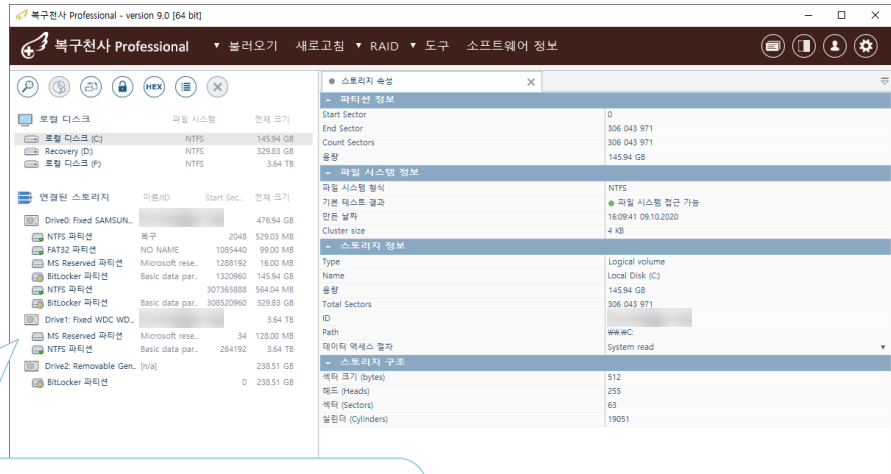 복구천사 Professional - version 9.0 [64 bit]
복구천사 Professional ▼ 불러오기 새로고침 ▼ RAID ▼ 도구 소프트웨어 정보
HEX
스토리지 속성
로컬 디스크 파일 시스템 전체 크기
로컬 디스크 (C:) NTFS 145.94 GB
Recovery (D:) NTFS 329.83 GB
로컬 디스크 (F:) NTFS 3.64 TB
연결된 스토리지 이름/ID Start Sec... 전체 크기
Drive0: Fixed SAMSUN... 476.94 GB
NTFS 파티션 복구 2048 529.03 MB
FAT32 파티션 NO NAME 1085440 99.00 MB
MS Reserved 파티션 Microsoft rese... 1288192 16.00 MB
BitLocker 파티션 Basic data par... 1320960 145.94 GB
NTFS 파티션 307365888 564.04 MB
BitLocker 파티션 Basic data par... 308520960 329.83 GB
Drive1: Fixed WDC WD... 3.64 TB
MS Reserved 파티션 Microsoft rese... 34 128.00 MB
NTFS 파티션 Basic data par... 264192 3.64 TB
Drive2: Removable Gen... [n/a] 238.51 GB
BitLocker 파티션 0 238.51 GB
- 파티션 정보
Start Sector 0
End Sector 306 043 971
Count Sectors 306 043 971
용량 145.94 GB
- 파일 시스템 정보
파일 시스템 형식 NTFS
기본 테스트 결과 ● 파일 시스템 접근 가능
만든 날짜 16:09:41 09.10.2020
Cluster size 4 KB
- 스토리지 정보
Type Logical volume
Name Local Disk (C:)
용량 145.94 GB
Total Sectors 306 043 971
ID
Path ₩₩.₩C:
데이터 액세스 절차 System read
- 스토리지 구조
섹터 크기 (bytes) 512
헤드 (Heads) 255
섹터 (Sectors) 63
실린더 (Cylinders) 19051